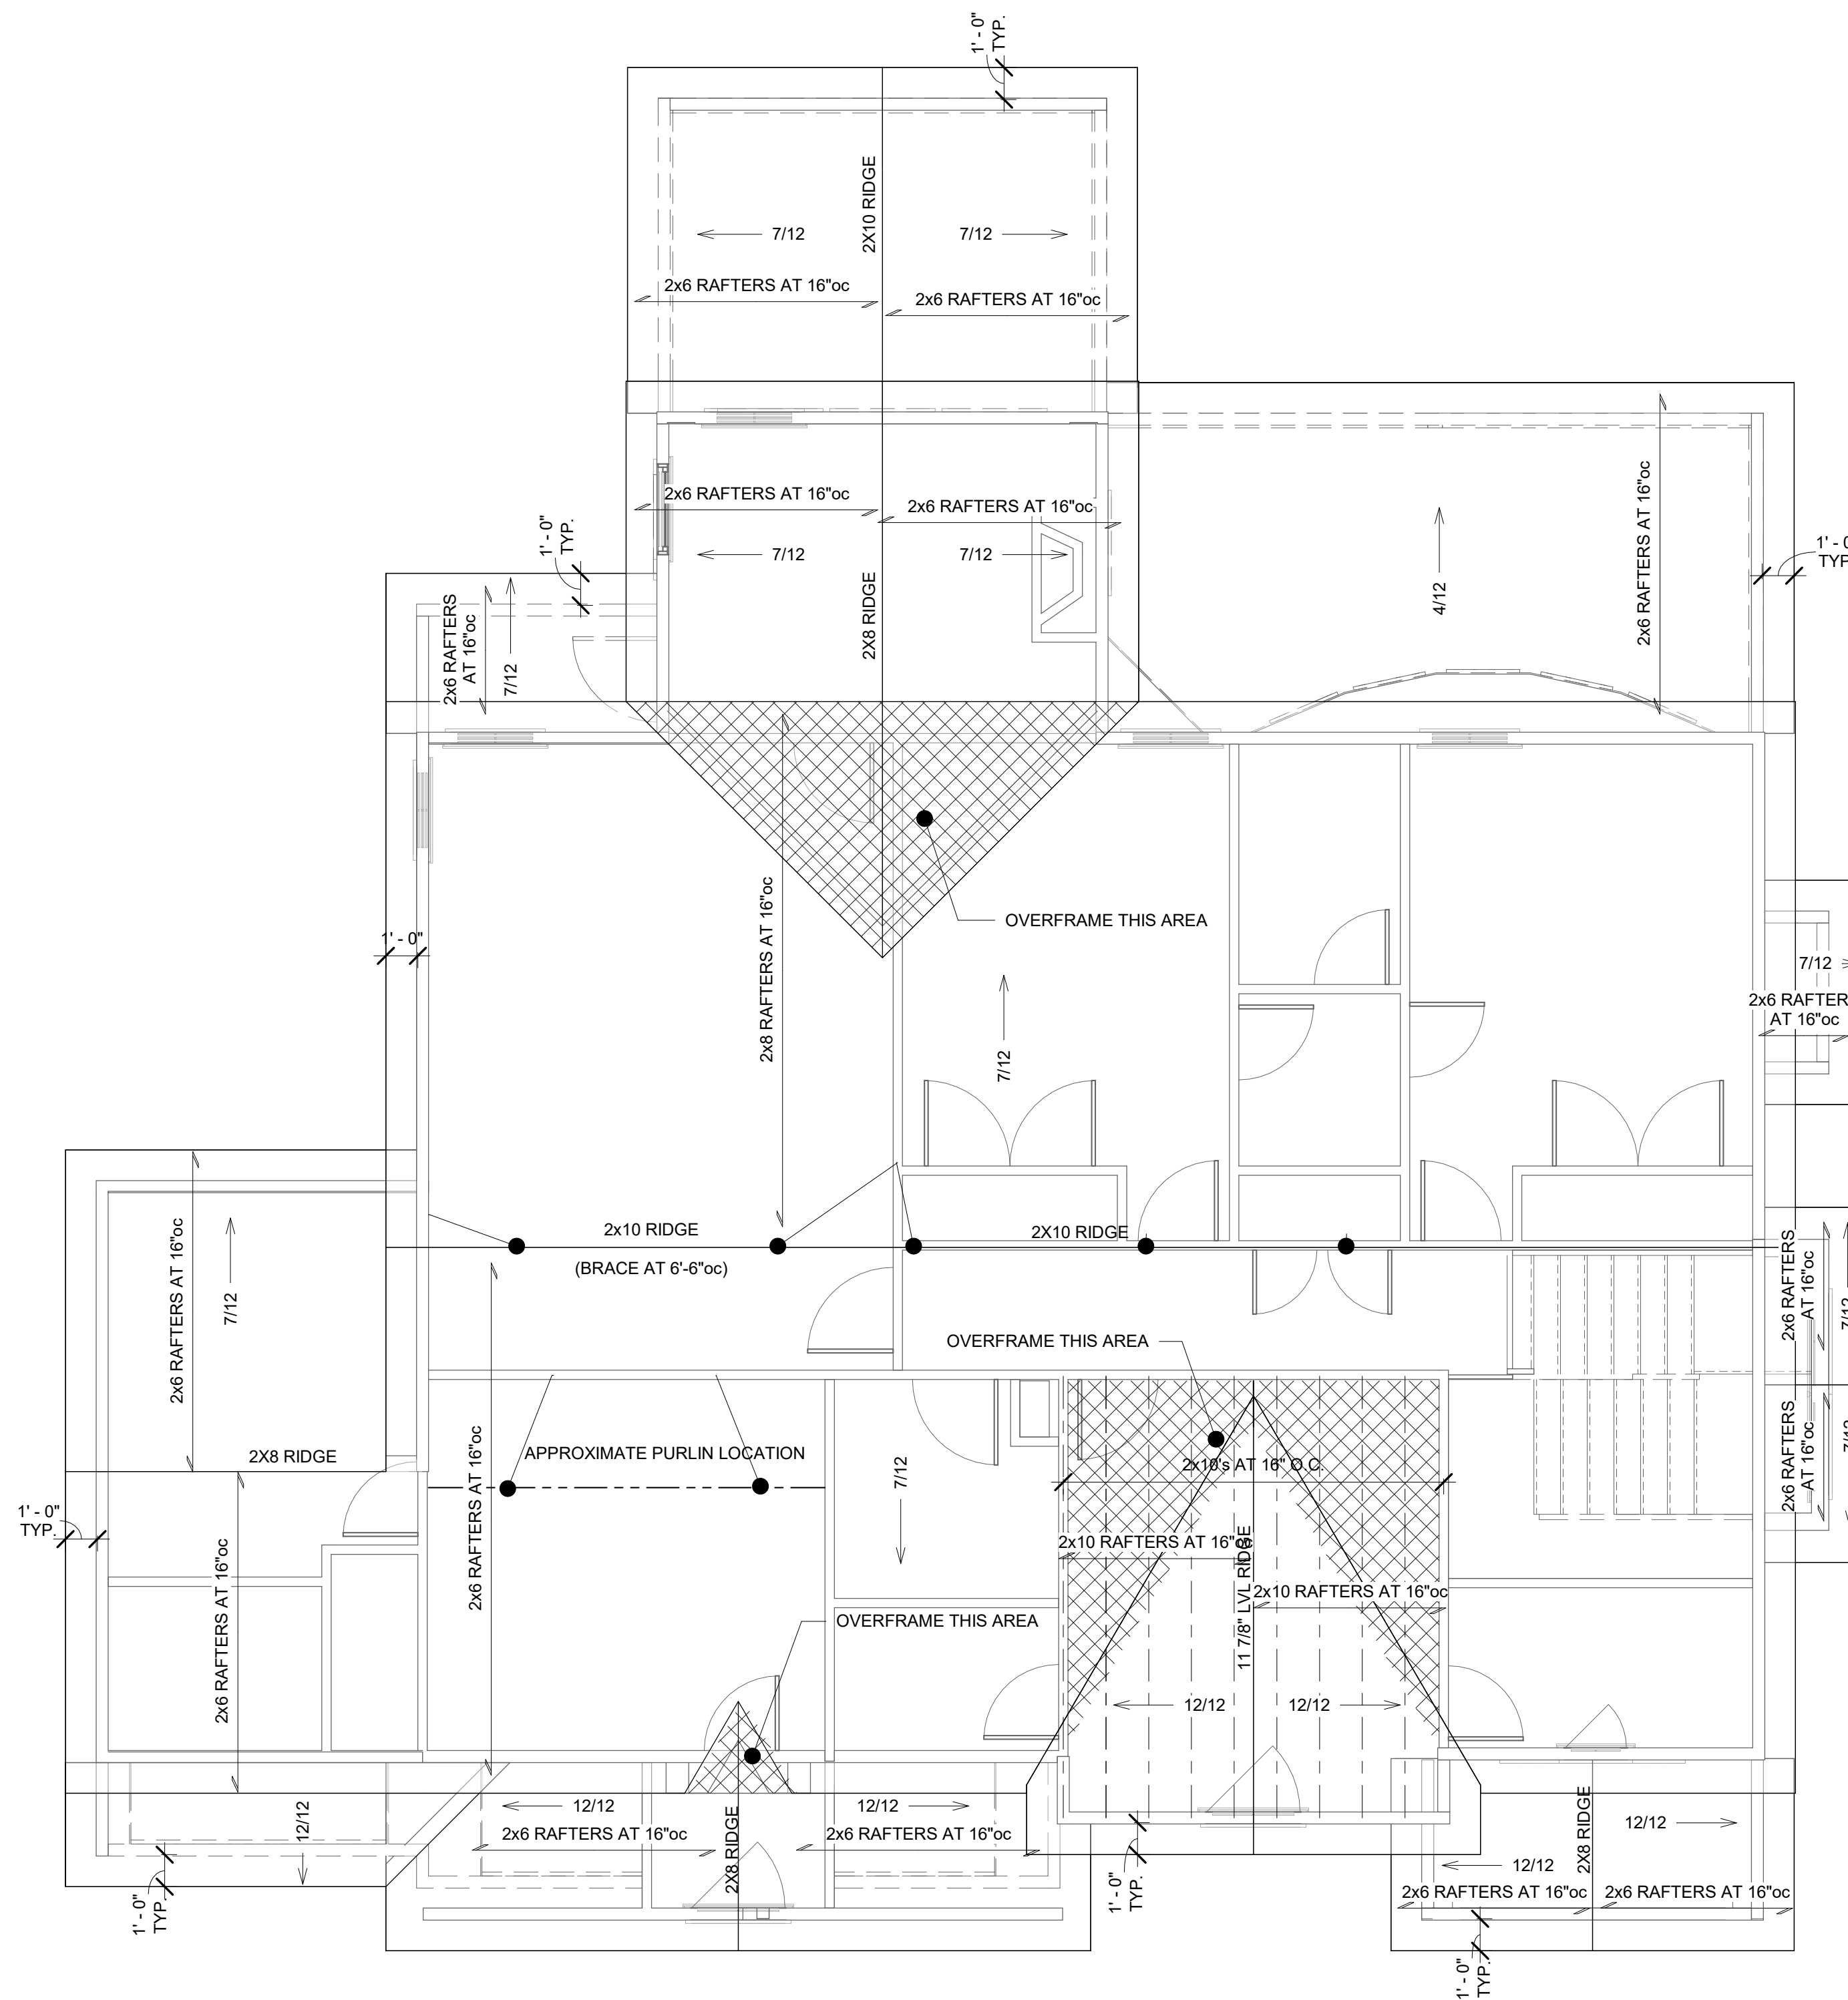 1' - 0"
TYP.
2X10 RIDGE
7/12
7/12
2x6 RAFTERS AT 16"oc
2x6 RAFTERS AT 16"oc
2x6 RAFTERS AT 16"oc
2x6 RAFTERS AT 16"oc
7/12
7/12
2X8 RIDGE
1' - 0"
TYP.
2x6 RAFTERS
AT 16"oc
7/12
4/12
2x6 RAFTERS AT 16"oc
1' - 0
TYP
1' - 0"
2x8 RAFTERS AT 16"oc
OVERFRAME THIS AREA
7/12
7/12
2x6 RAFTER
AT 16"oc
2x10 RIDGE
(BRACE AT 6'-6"oc)
2X10 RIDGE
2x6 RAFTERS AT 16"oc
7/12
2X8 RIDGE
2x6 RAFTERS AT 16"oc
1' - 0"
TYP.
2x6 RAFTERS AT 16"oc
APPROXIMATE PURLIN LOCATION
7/12
OVERFRAME THIS AREA
2x10's AT 16" O.C.
2x10 RAFTERS AT 16"oc
11 7/8" LVL RIDGE
2x10 RAFTERS AT 16"oc
12/12
12/12
2x6 RAFTERS
AT 16"oc
7/12
2x6 RAFTERS
AT 16"oc
7/12
OVERFRAME THIS AREA
12/12
12/12
12/12
2x6 RAFTERS AT 16"oc
2x6 RAFTERS AT 16"oc
2X8 RIDGE
1' - 0"
TYP.
1' - 0"
TYP.
2X8 RIDGE
12/12
12/12
2x6 RAFTERS AT 16"oc
2x6 RAFTERS AT 16"oc
1' - 0"
TYP.